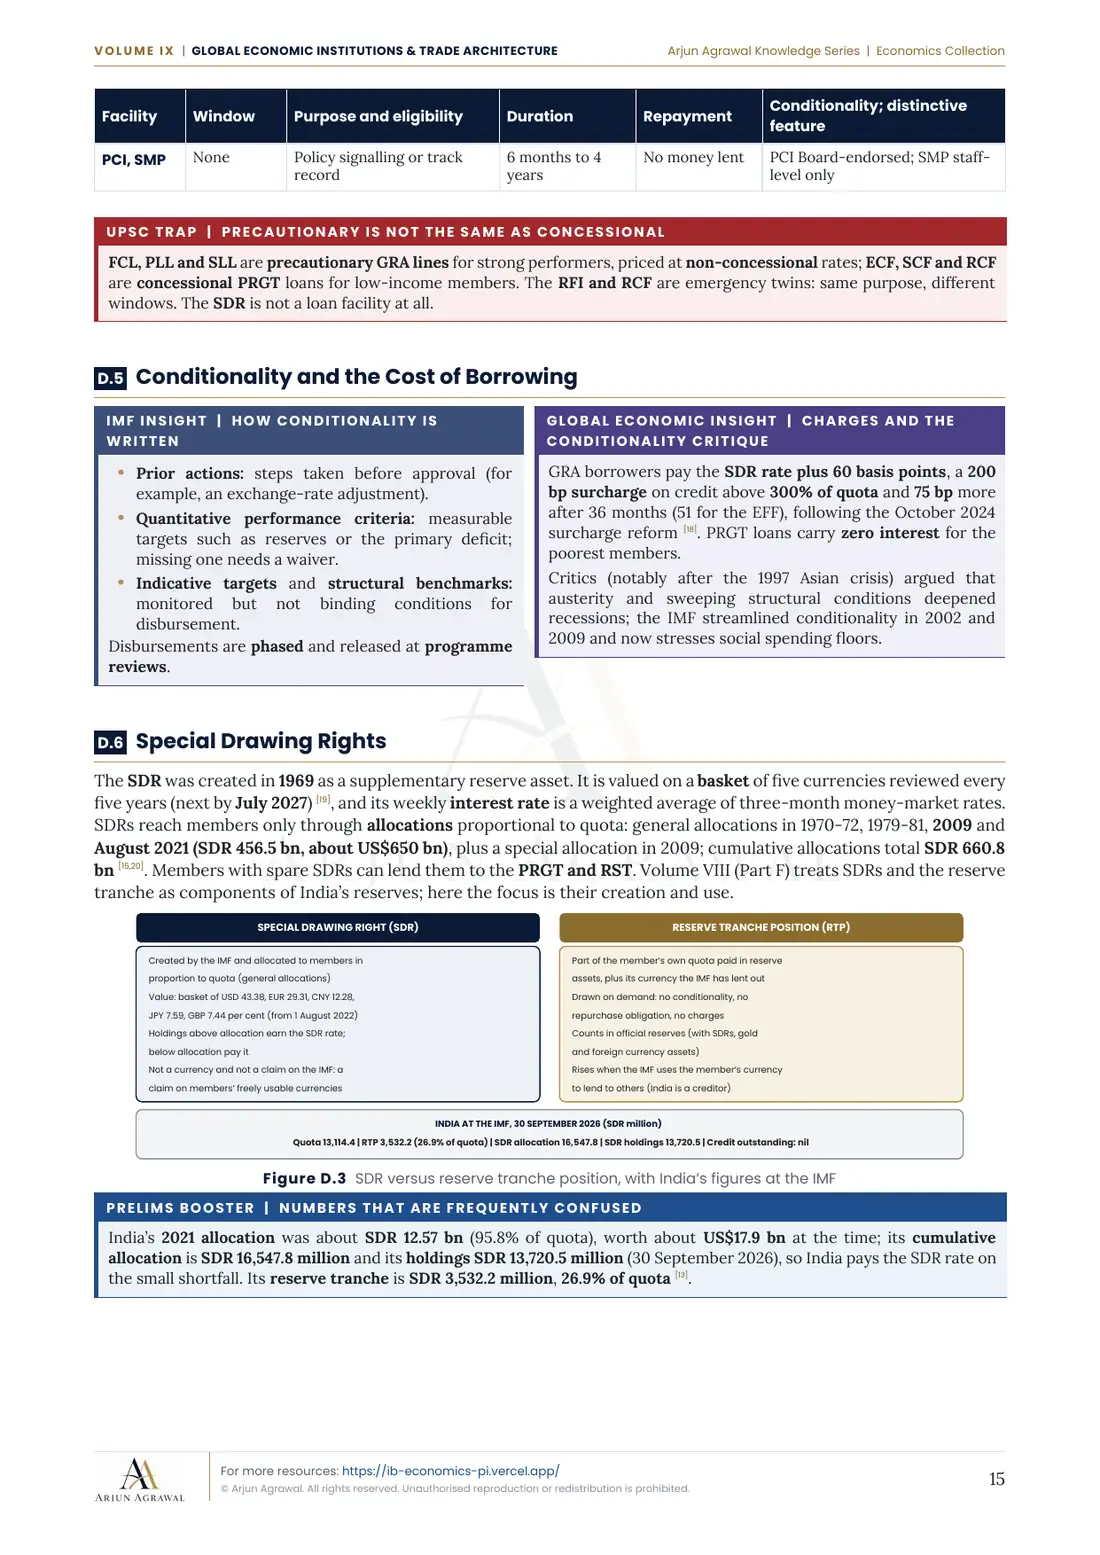 VOLUME IX | GLOBAL ECONOMIC INSTITUTIONS & TRADE ARCHITECTURE
Arjun Agrawal Knowledge Series | Economics Collection
Facility Window Purpose and eligibility Duration Repayment Conditionality; distinctive
feature
PCI, SMP None Policy signalling or track 6 months to 4 No money lent PCI Board-endorsed; SMP staff-
record years level only
UPSC TRAP | PRECAUTIONARY IS NOT THE SAME AS CONCESSIONAL
FCL, PLL and SLL are precautionary GRA lines for strong performers, priced at non-concessional rates; ECF, SCF and RCF
are concessional PRGT loans for low-income members. The RFI and RCF are emergency twins: same purpose, different
windows. The SDR is not a loan facility at all.
D.5 Conditionality and the Cost of Borrowing
IMF INSIGHT | HOW CONDITIONALITY IS
WRITTEN
• Prior actions: steps taken before approval (for
example, an exchange-rate adjustment).
• Quantitative performance criteria: measurable
targets such as reserves or the primary deficit;
missing one needs a waiver.
• Indicative targets and structural benchmarks:
monitored but not binding conditions for
disbursement.
Disbursements are phased and released at programme
reviews.
GLOBAL ECONOMIC INSIGHT | CHARGES AND THE
CONDITIONALITY CRITIQUE
GRA borrowers pay the SDR rate plus 60 basis points, a 200
bp surcharge on credit above 300% of quota and 75 bp more
after 36 months (51 for the EFF), following the October 2024
surcharge reform [18]. PRGT loans carry zero interest for the
poorest members.
Critics (notably after the 1997 Asian crisis) argued that
austerity and sweeping structural conditions deepened
recessions; the IMF streamlined conditionality in 2002 and
2009 and now stresses social spending floors.
D.6 Special Drawing Rights
The SDR was created in 1969 as a supplementary reserve asset. It is valued on a basket of five currencies reviewed every
five years (next by July 2027) [19], and its weekly interest rate is a weighted average of three-month money-market rates.
SDRs reach members only through allocations proportional to quota: general allocations in 1970-72, 1979-81, 2009 and
August 2021 (SDR 456.5 bn, about US$650 bn), plus a special allocation in 2009; cumulative allocations total SDR 660.8
bn [15,20]. Members with spare SDRs can lend them to the PRGT and RST. Volume VIII (Part F) treats SDRs and the reserve
tranche as components of India's reserves; here the focus is their creation and use.
SPECIAL DRAWING RIGHT (SDR)
Created by the IMF and allocated to members in
proportion to quota (general allocations)
Value: basket of USD 43.38, EUR 29.31, CNY 12.28,
JPY 7.59, GBP 7.44 per cent (from 1 August 2022)
Holdings above allocation earn the SDR rate;
below allocation pay it
Not a currency and not a claim on the IMF: a
claim on members' freely usable currencies
RESERVE TRANCHE POSITION (RTP)
Part of the member's own quota paid in reserve
assets, plus its currency the IMF has lent out
Drawn on demand: no conditionality, no
repurchase obligation, no charges
Counts in official reserves (with SDRs, gold
and foreign currency assets)
Rises when the IMF uses the member's currency
to lend to others (India is a creditor)
INDIA AT THE IMF, 30 SEPTEMBER 2026 (SDR million)
Quota 13,114.4 | RTP 3,532.2 (26.9% of quota) | SDR allocation 16,547.8 | SDR holdings 13,720.5 | Credit outstanding: nil
Figure D.3 SDR versus reserve tranche position, with India's figures at the IMF
PRELIMS BOOSTER | NUMBERS THAT ARE FREQUENTLY CONFUSED
India's 2021 allocation was about SDR 12.57 bn (95.8% of quota), worth about US$17.9 bn at the time; its cumulative
allocation is SDR 16,547.8 million and its holdings SDR 13,720.5 million (30 September 2026), so India pays the SDR rate on
the small shortfall. Its reserve tranche is SDR 3,532.2 million, 26.9% of quota [13].
ARJUN AGRAWAL
For more resources: https://ib-economics-pi.vercel.app/
© Arjun Agrawal. All rights reserved. Unauthorised reproduction or redistribution is prohibited.
15